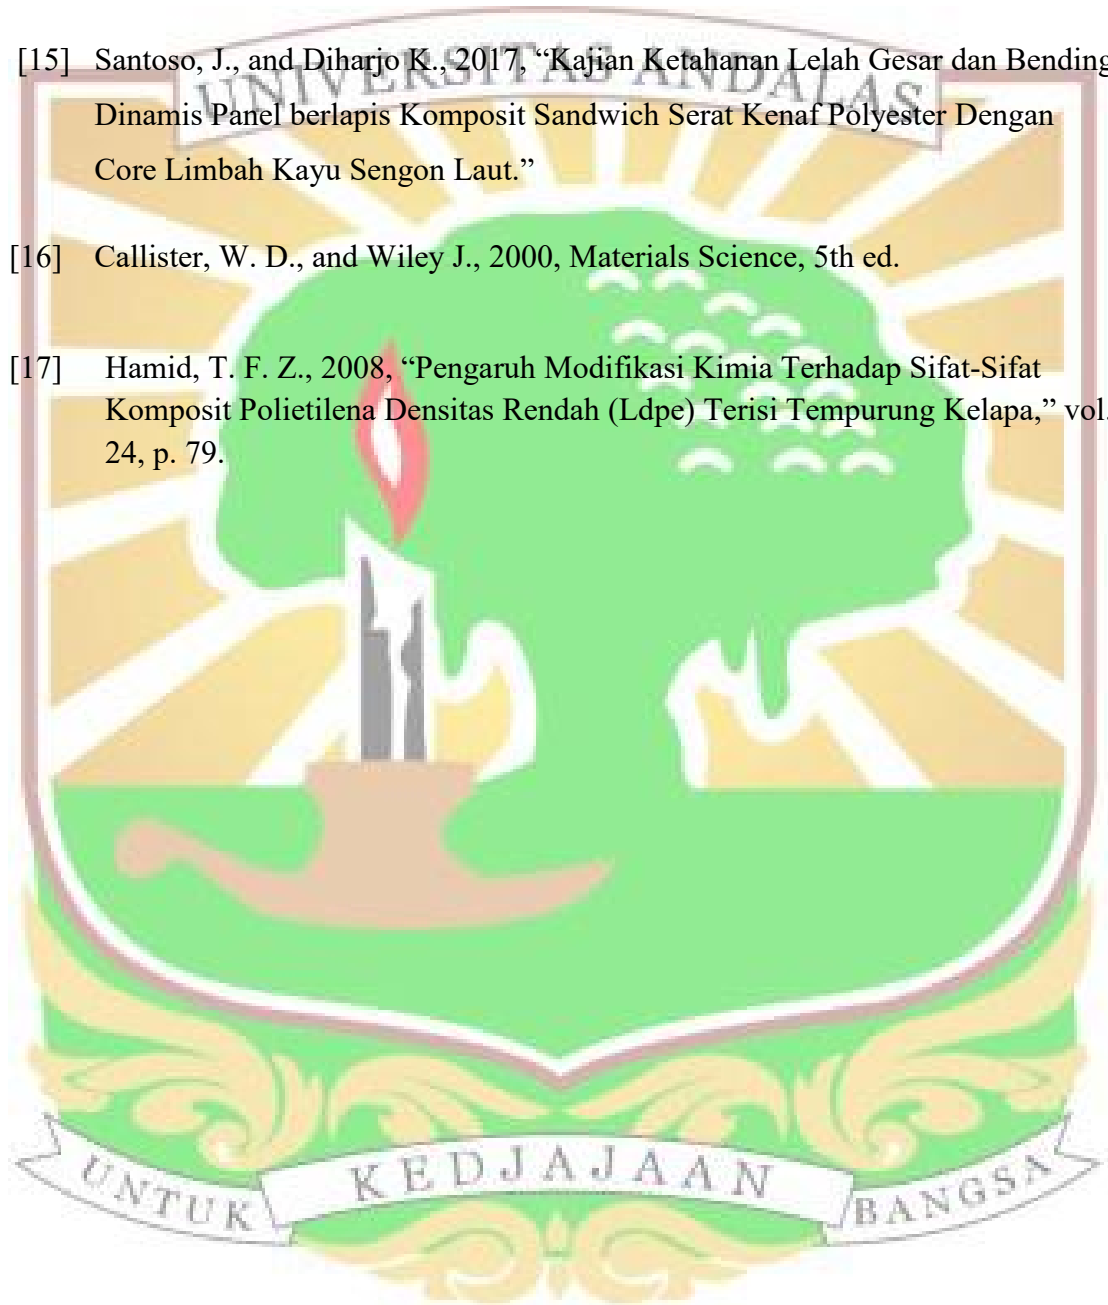 [15] Santoso, J., and Diharjo K., 2017, “Kajian Ketahanan Lelah Gesar dan Bending
UNIVERSITAS ANDALAS
Dinamis Panel berlapis Komposit Sandwich Serat Kenaf Polyester Dengan
Core Limbah Kayu Sengon Laut.”
[16] Callister, W. D., and Wiley J., 2000, Materials Science, 5th ed.
[17] Hamid, T. F. Z., 2008, “Pengaruh Modifikasi Kimia Terhadap Sifat-Sifat
Komposit Polietilena Densitas Rendah (Ldpe) Terisi Tempurung Kelapa,” vol.
24, p. 79.
UNTUK KEDJAJAAN BANGSA